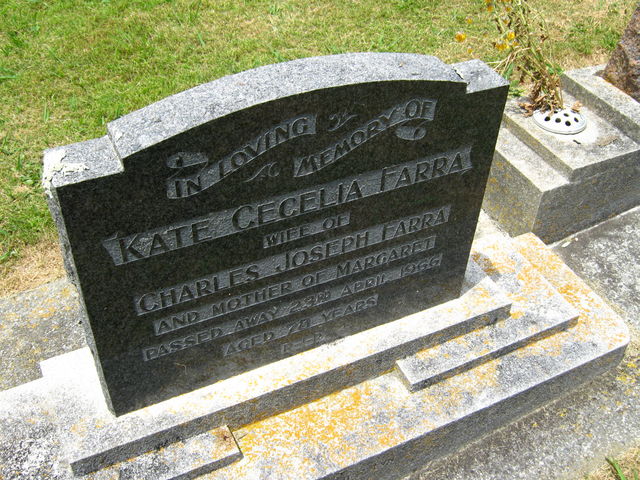 IN LOVING
MEMORY OF
KATE CECELIA FARRA
WIFE OF
CHARLES JOSEPH FARRA
AND MOTHER OF MARGARET
PASSED AWAY 23RD APRIL 1966
AGED 78 YEARS
R.I.P.